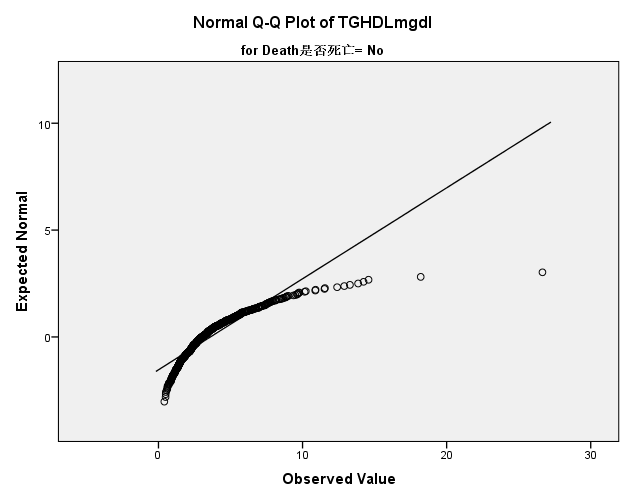 Normal Q-Q Plot of TGHDLmgdl
for Death是否死亡= No
Expected Normal
10
5
0
0 10 20 30
Observed Value